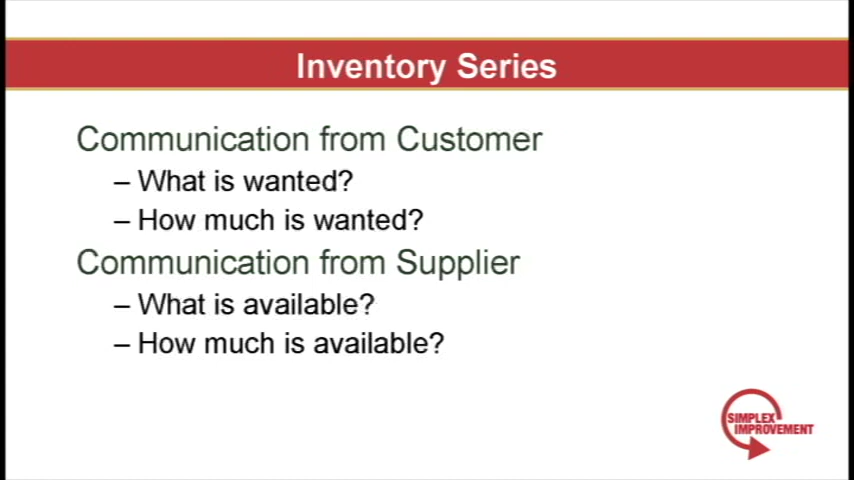 Inventory Series
Communication from Customer
– What is wanted?
– How much is wanted?
Communication from Supplier
– What is available?
– How much is available?
SIMPLEX
IMPROVEMENT